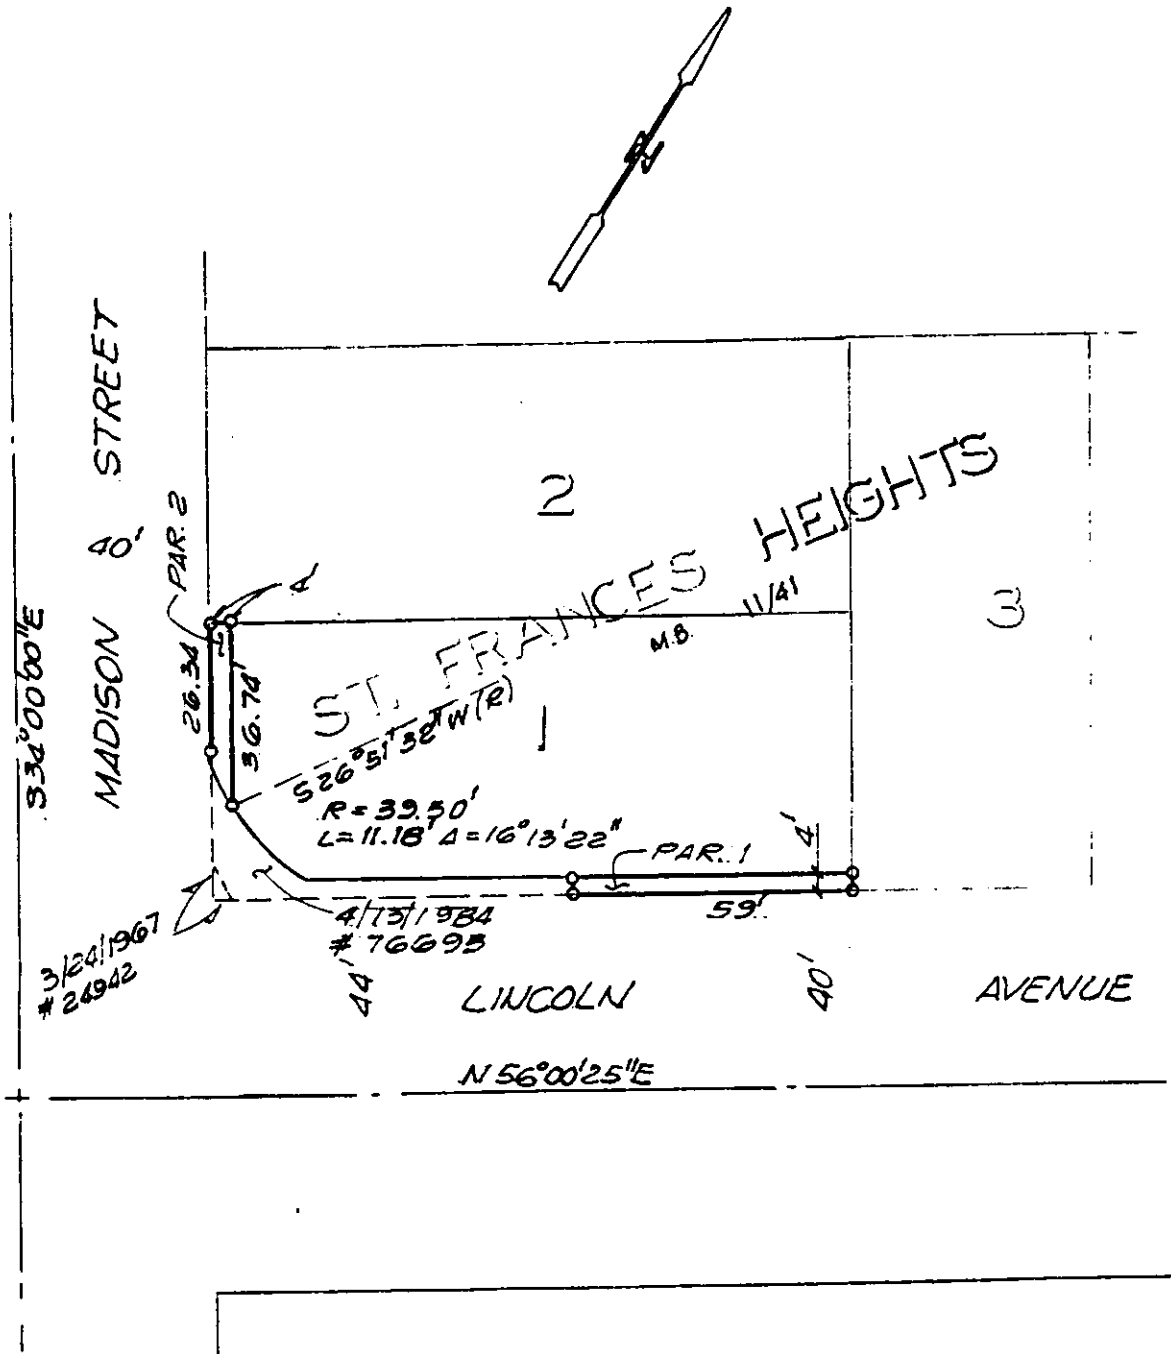 N
MADISON STREET
40'
PAR. 2
S34°00'00"E
4'
2
ST. FRANCES HEIGHTS
M.B. 11/41
3
26.34
36.74'
1
S26°51'32"W(R)
R=39.50'
L=11.18' Δ=16°13'22"
PAR. 1
4'
59'
4/13/1984
# 76693
3/24/1967
# 24942
44'
LINCOLN AVENUE
40'
N56°00'25"E